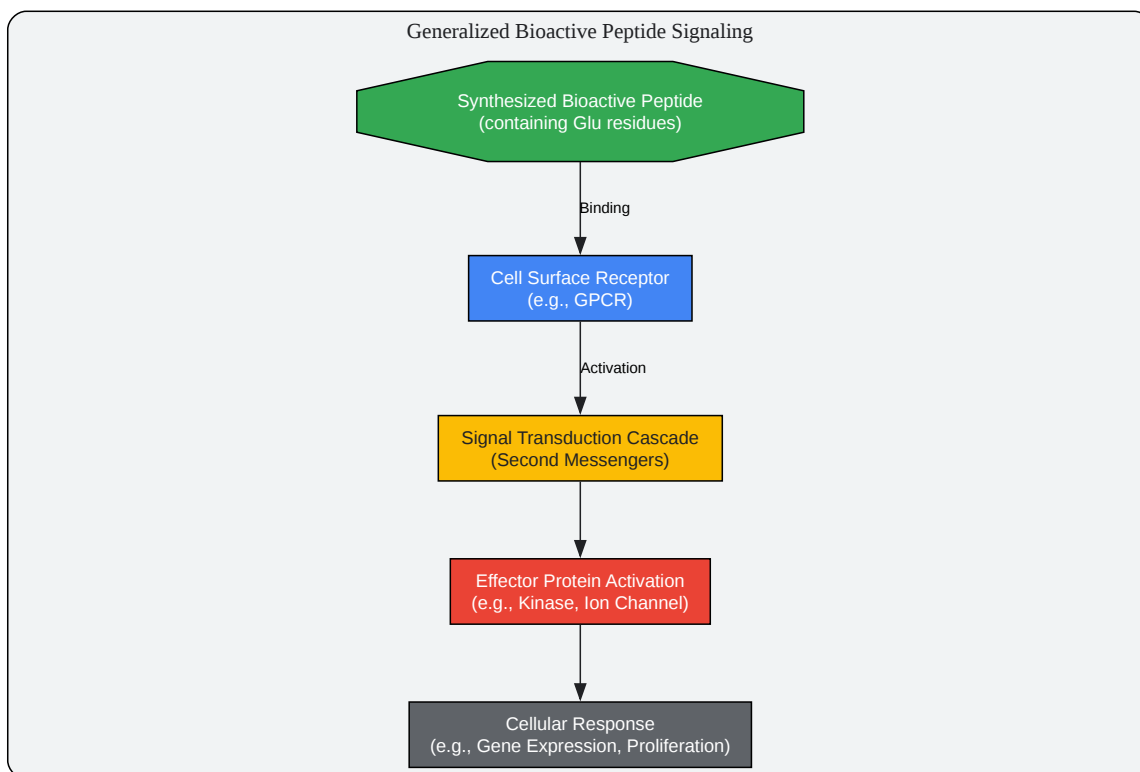 Generalized Bioactive Peptide Signaling
Synthesized Bioactive Peptide
(containing Glu residues)
Binding
Cell Surface Receptor
(e.g., GPCR)
Activation
Signal Transduction Cascade
(Second Messengers)
Effector Protein Activation
(e.g., Kinase, Ion Channel)
Cellular Response
(e.g., Gene Expression, Proliferation)